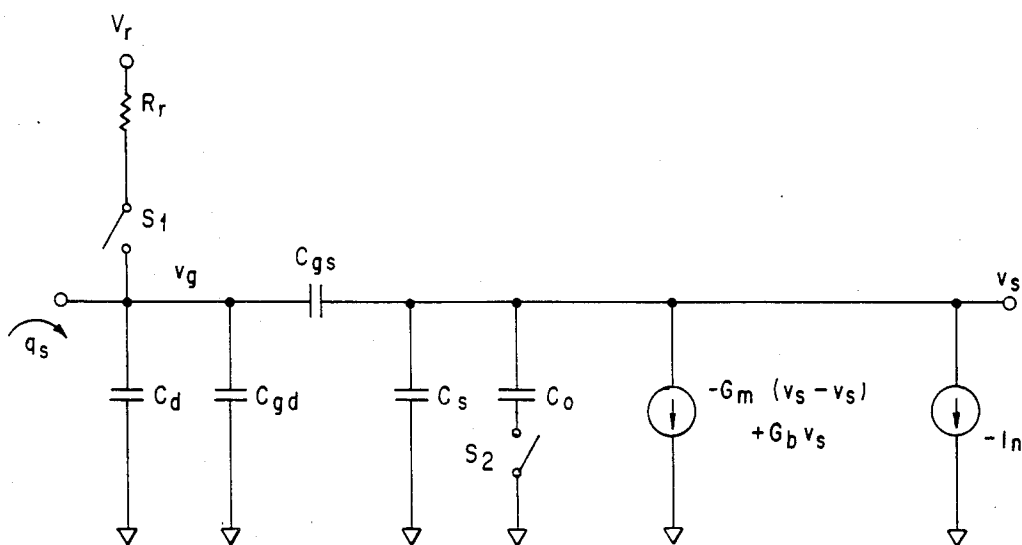 Vr
Rr
S1
vg
Cgs
vs
qs
Cd
Cgd
Cs
Co
S2
-Gm (vs-vs)
+Gb vs
-In